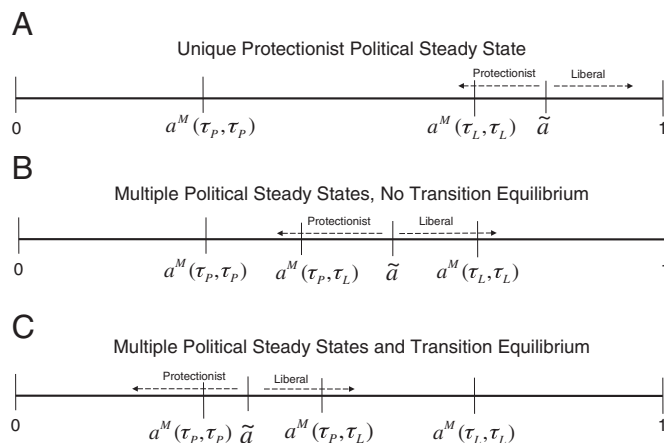 A
Unique Protectionist Political Steady State
Protectionist Liberal
0 a^M(τ_P, τ_P) a^M(τ_L, τ_L) ã 1
B
Multiple Political Steady States, No Transition Equilibrium
Protectionist Liberal
0 a^M(τ_P, τ_P) a^M(τ_P, τ_L) ã a^M(τ_L, τ_L) 1
C
Multiple Political Steady States and Transition Equilibrium
Protectionist Liberal
0 a^M(τ_P, τ_P) ã a^M(τ_P, τ_L) a^M(τ_L, τ_L) 1